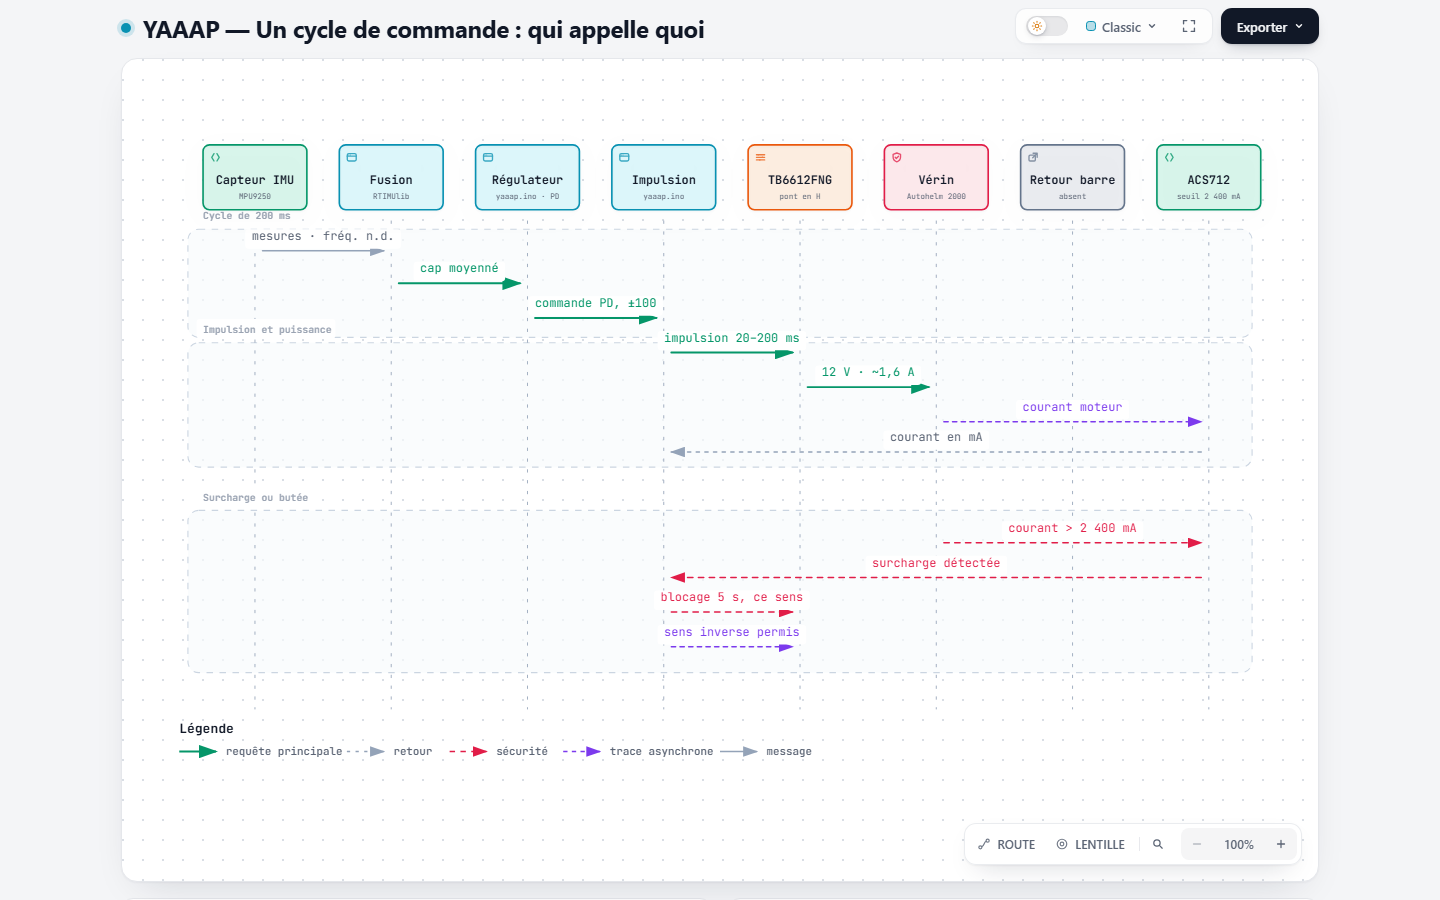 YAAAP — Un cycle de commande : qui appelle quoi
Classic
Exporter
Capteur IMU
MPU9250
Fusion
RTIMUlib
Régulateur
yaaap.ino · PD
Impulsion
yaaap.ino
TB6612FNG
pont en H
Vérin
Autohelm 2000
Retour barre
absent
ACS712
seuil 2 400 mA
Cycle de 200 ms
mesures · fréq. n.d.
cap moyenné
commande PD, ±100
Impulsion et puissance
impulsion 20–200 ms
12 V · ~1,6 A
courant moteur
courant en mA
Surcharge ou butée
courant > 2 400 mA
surcharge détectée
blocage 5 s, ce sens
sens inverse permis
Légende
requête principale
retour
sécurité
trace asynchrone
message
ROUTE
LENTILLE
− 100% +